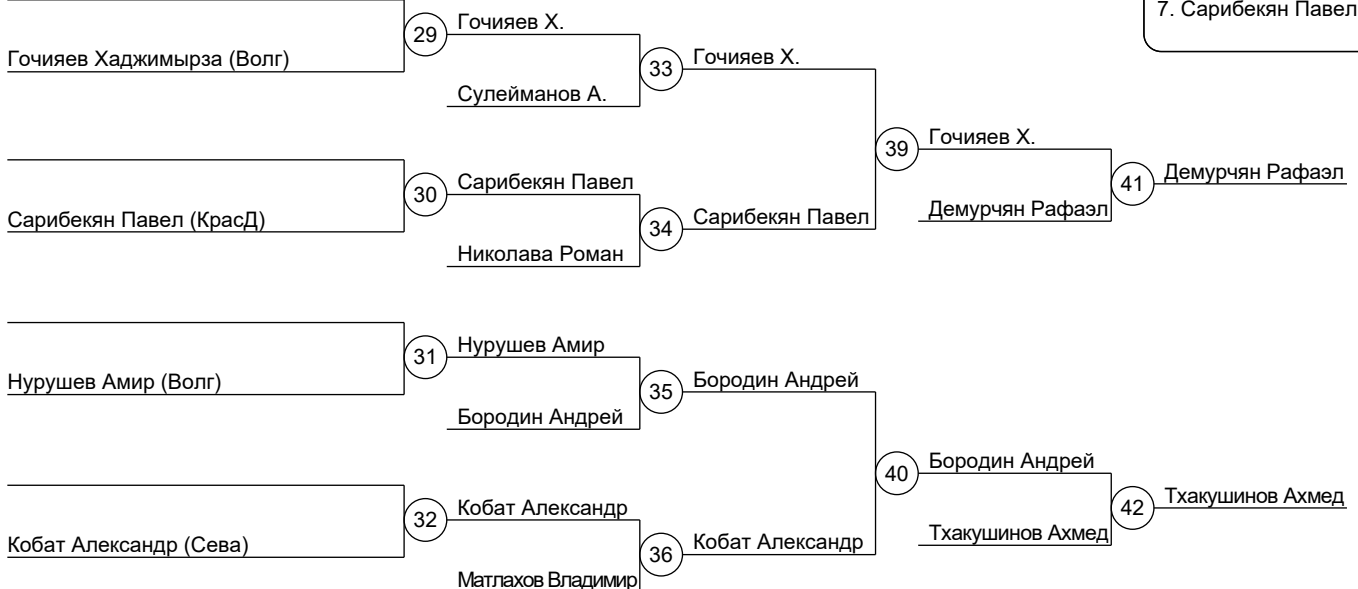 7. Сарибекян Павел
Гочияев Х.
29
Гочияев Хаджимырза (Волг)
Гочияев Х.
33
Сулейманов А.
Гочияев Х.
39
Сарибекян Павел
Демурчян Рафаэл
41
30
Сарибекян Павел
Демурчян Рафаэл
Сарибекян Павел (КрасД)
34
Николава Роман
Нурушев Амир
31
Нурушев Амир (Волг)
Бородин Андрей
35
Бородин Андрей
Бородин Андрей
40
Тхакушинов Ахмед
Кобат Александр
42
32
Тхакушинов Ахмед
Кобат Александр (Сева)
Кобат Александр
36
Матлахов Владимир